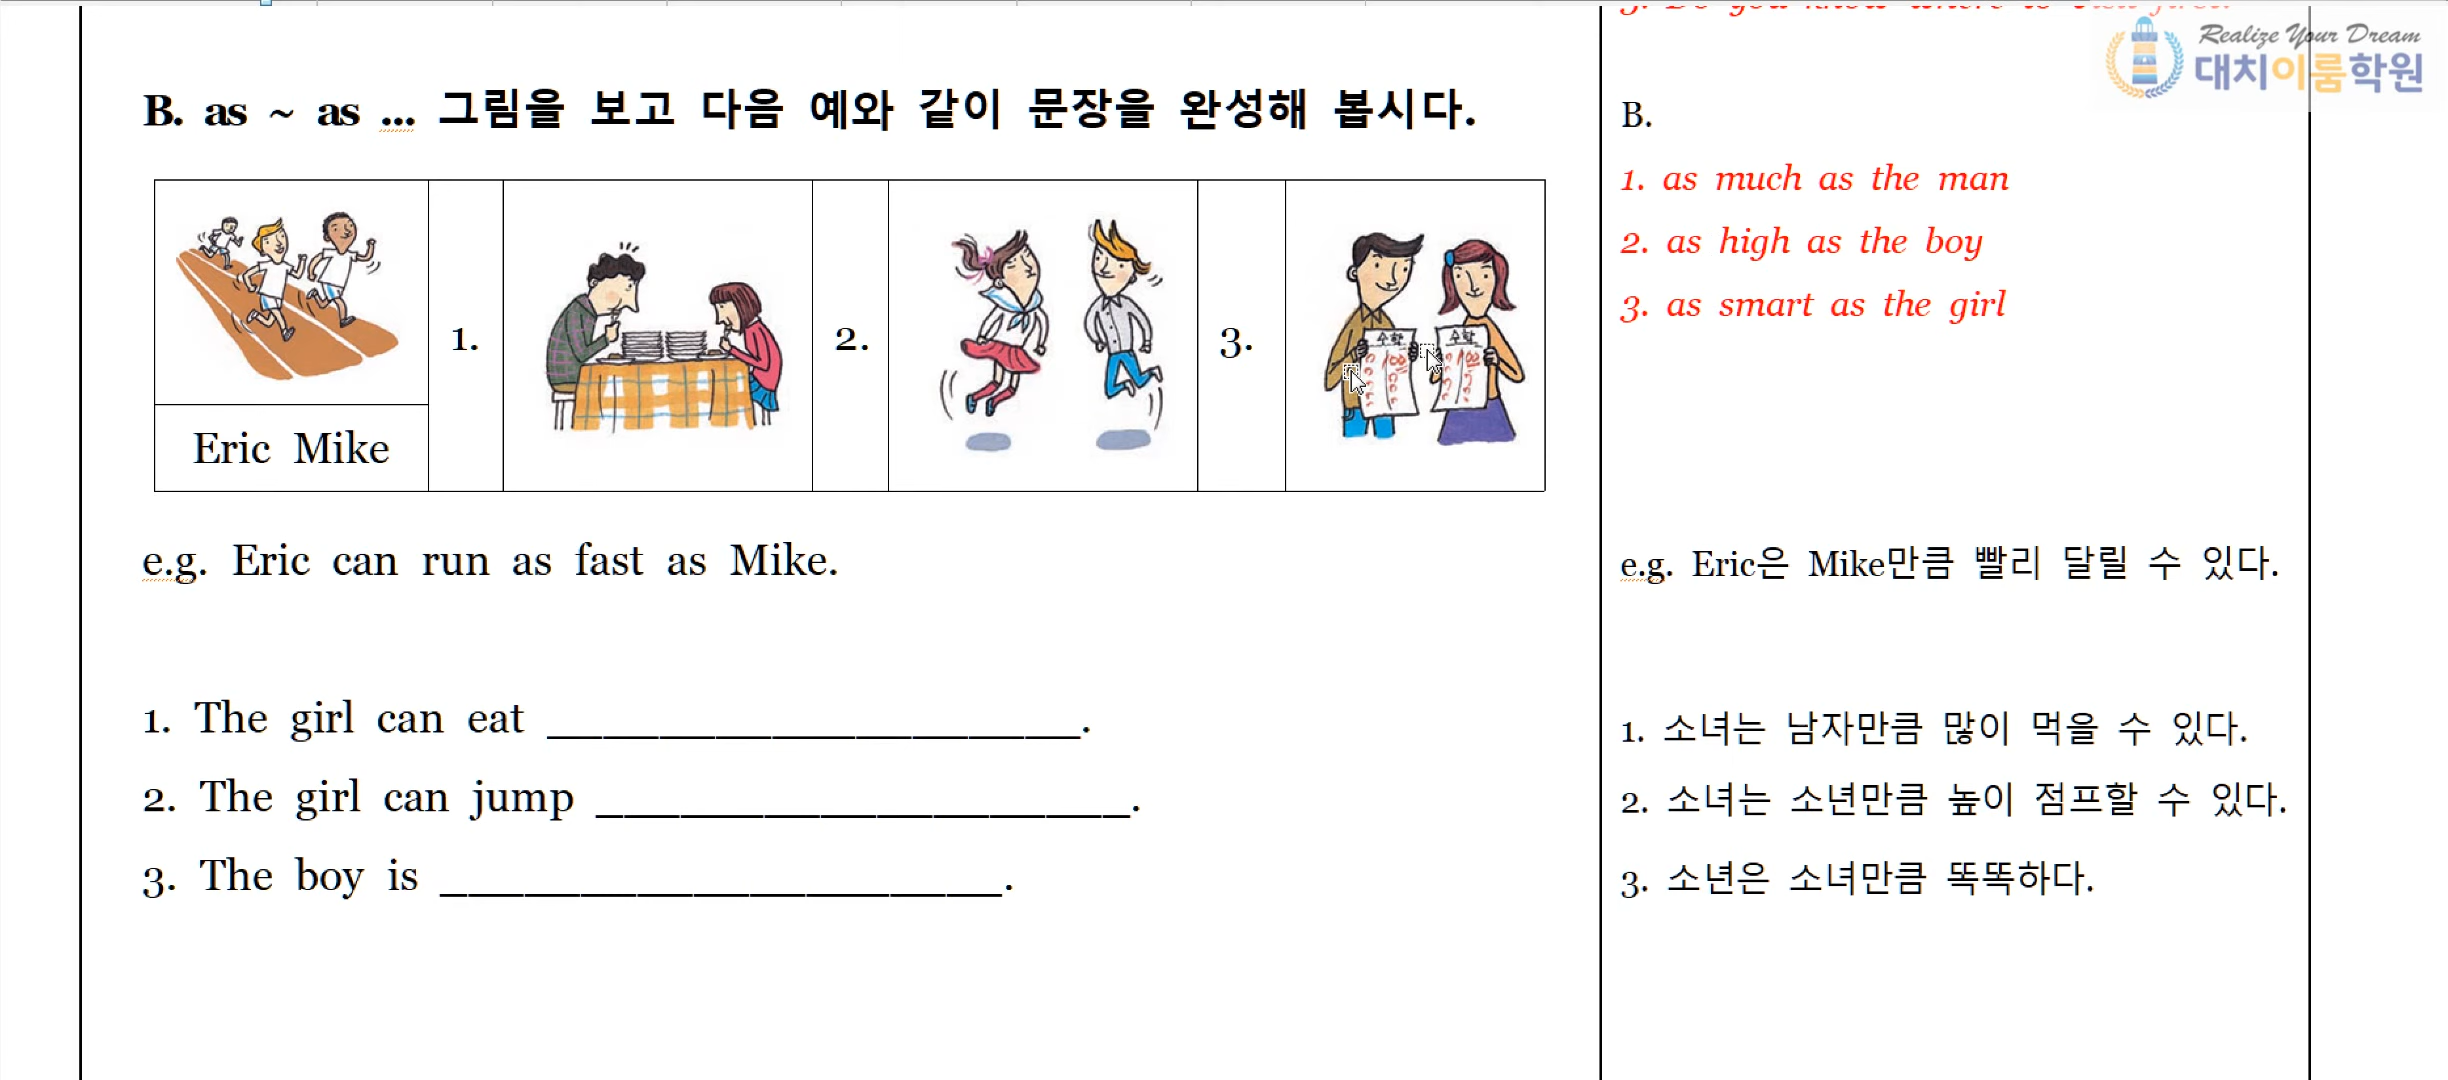 Realize Your Dream
대치이룸학원
B. as ~ as ... 그림을 보고 다음 예와 같이 문장을 완성해 봅시다.
1.
2.
3.
수학
수학
Eric Mike
e.g. Eric can run as fast as Mike.
1. The girl can eat ___________________.
2. The girl can jump ___________________.
3. The boy is ____________________.
B.
1. as much as the man
2. as high as the boy
3. as smart as the girl
e.g. Eric은 Mike만큼 빨리 달릴 수 있다.
1. 소녀는 남자만큼 많이 먹을 수 있다.
2. 소녀는 소년만큼 높이 점프할 수 있다.
3. 소년은 소녀만큼 똑똑하다.